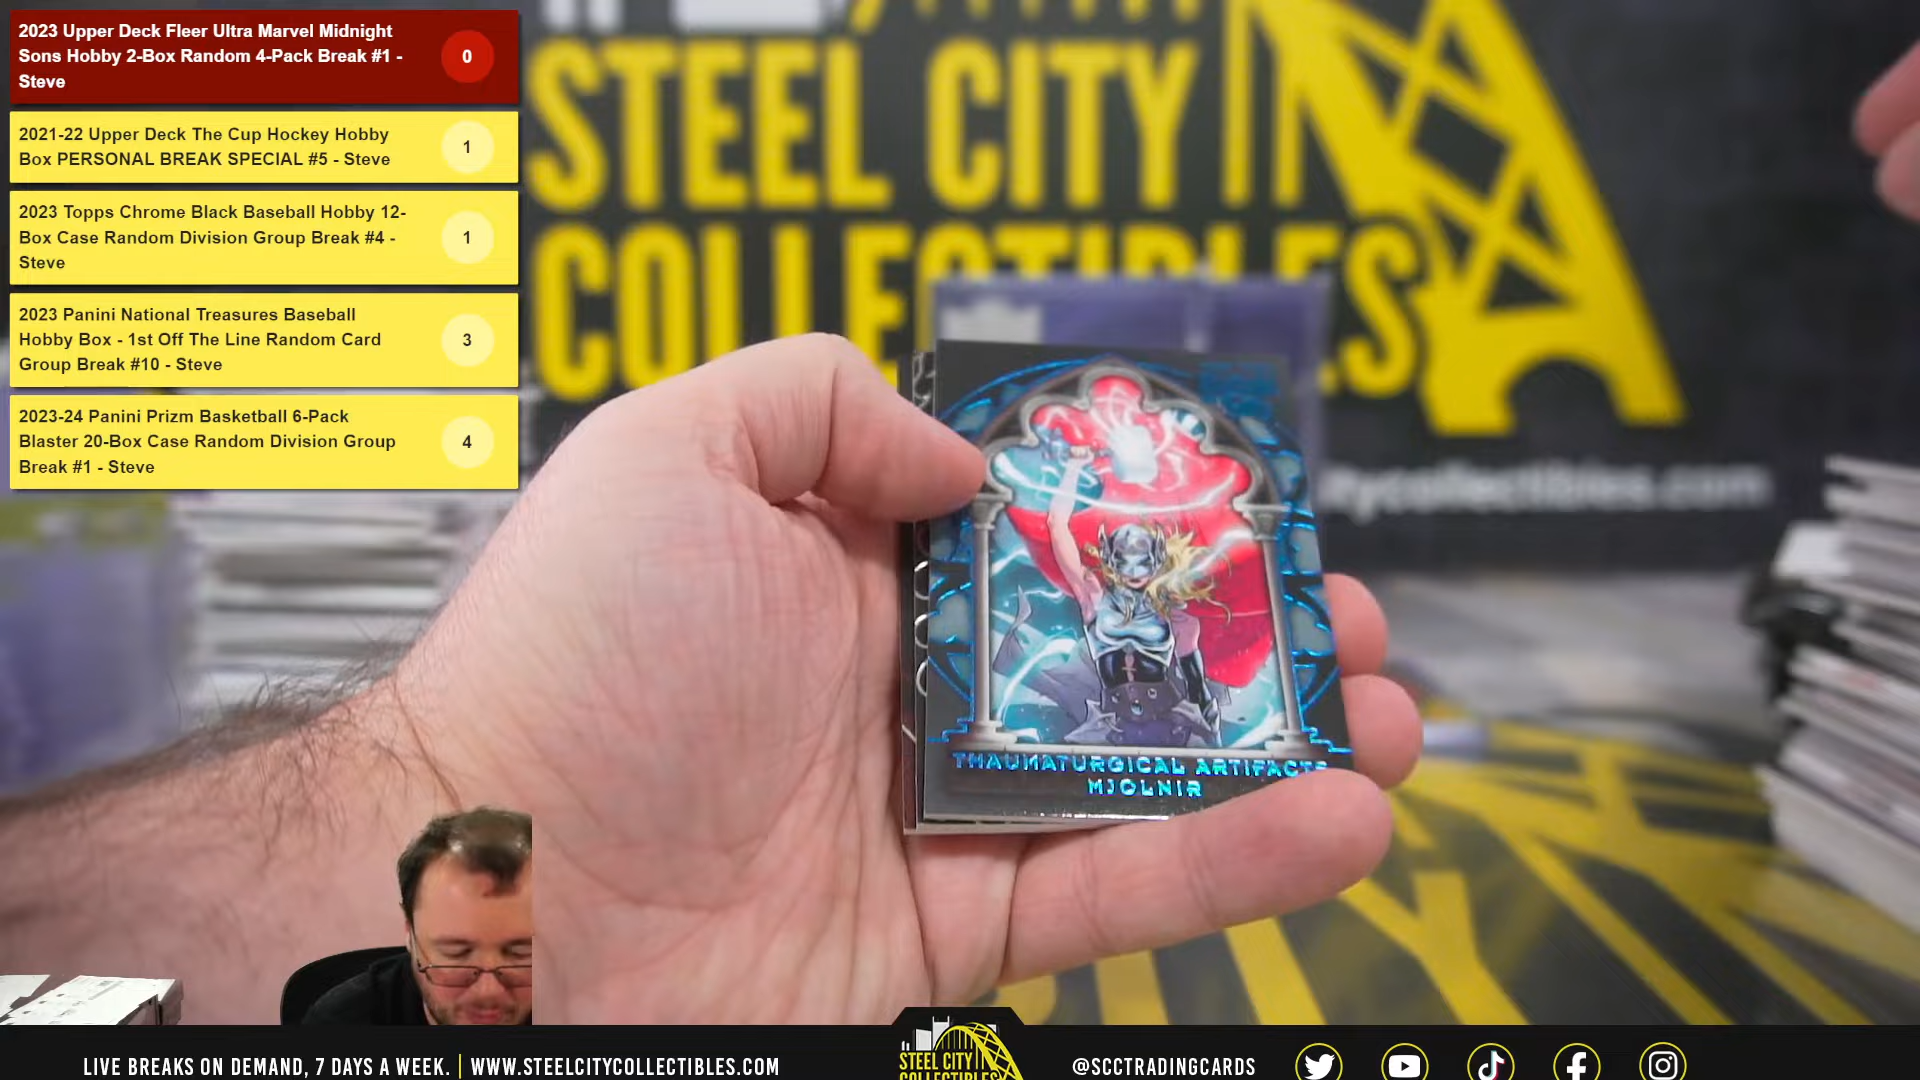 2023 Upper Deck Fleer Ultra Marvel Midnight
Sons Hobby 2-Box Random 4-Pack Break #1 -
Steve
0
2021-22 Upper Deck The Cup Hockey Hobby
Box PERSONAL BREAK SPECIAL #5 - Steve
1
2023 Topps Chrome Black Baseball Hobby 12-
Box Case Random Division Group Break #4 -
Steve
1
2023 Panini National Treasures Baseball
Hobby Box - 1st Off The Line Random Card
Group Break #10 - Steve
3
2023-24 Panini Prizm Basketball 6-Pack
Blaster 20-Box Case Random Division Group
Break #1 - Steve
4
STEEL CITY
COLLECTIBLES
tycollectibles.com
THAUMATURGICAL ARTIFACTS
MJOLNIR
LIVE BREAKS ON DEMAND, 7 DAYS A WEEK. | WWW.STEELCITYCOLLECTIBLES.COM
STEEL CITY
COLLECTIBLES
@SCCTRADINGCARDS